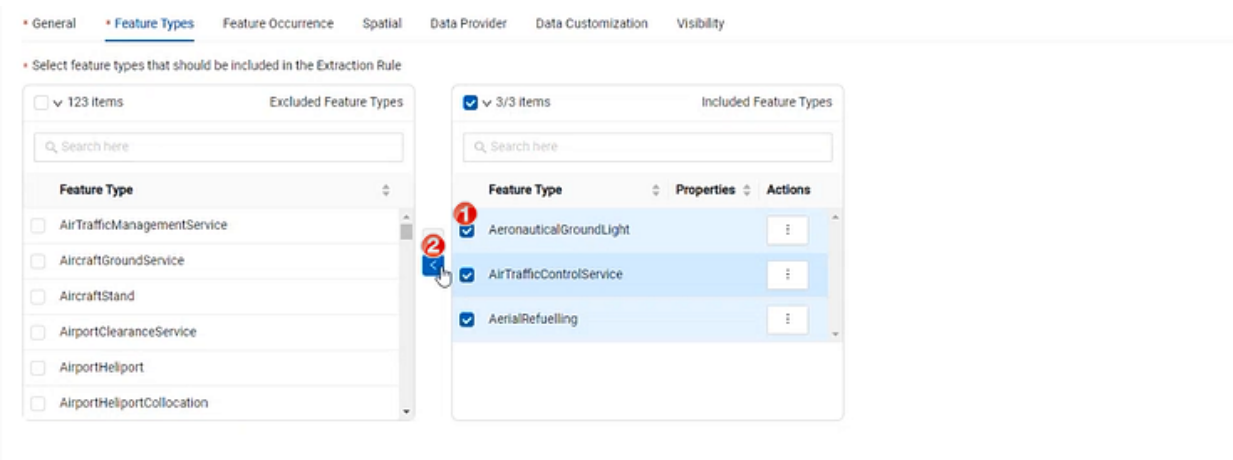 * General * Feature Types Feature Occurrence Spatial Data Provider Data Customization Visibility
* Select feature types that should be included in the Extraction Rule
123 items Excluded Feature Types
Search here
Feature Type
AirTrafficManagementService
AircraftGroundService
AircraftStand
AirportClearanceService
AirportHeliport
AirportHeliportCollocation
2
<
3/3 items Included Feature Types
Search here
Feature Type Properties Actions
1
AeronauticalGroundLight
AirTrafficControlService
AerialRefuelling